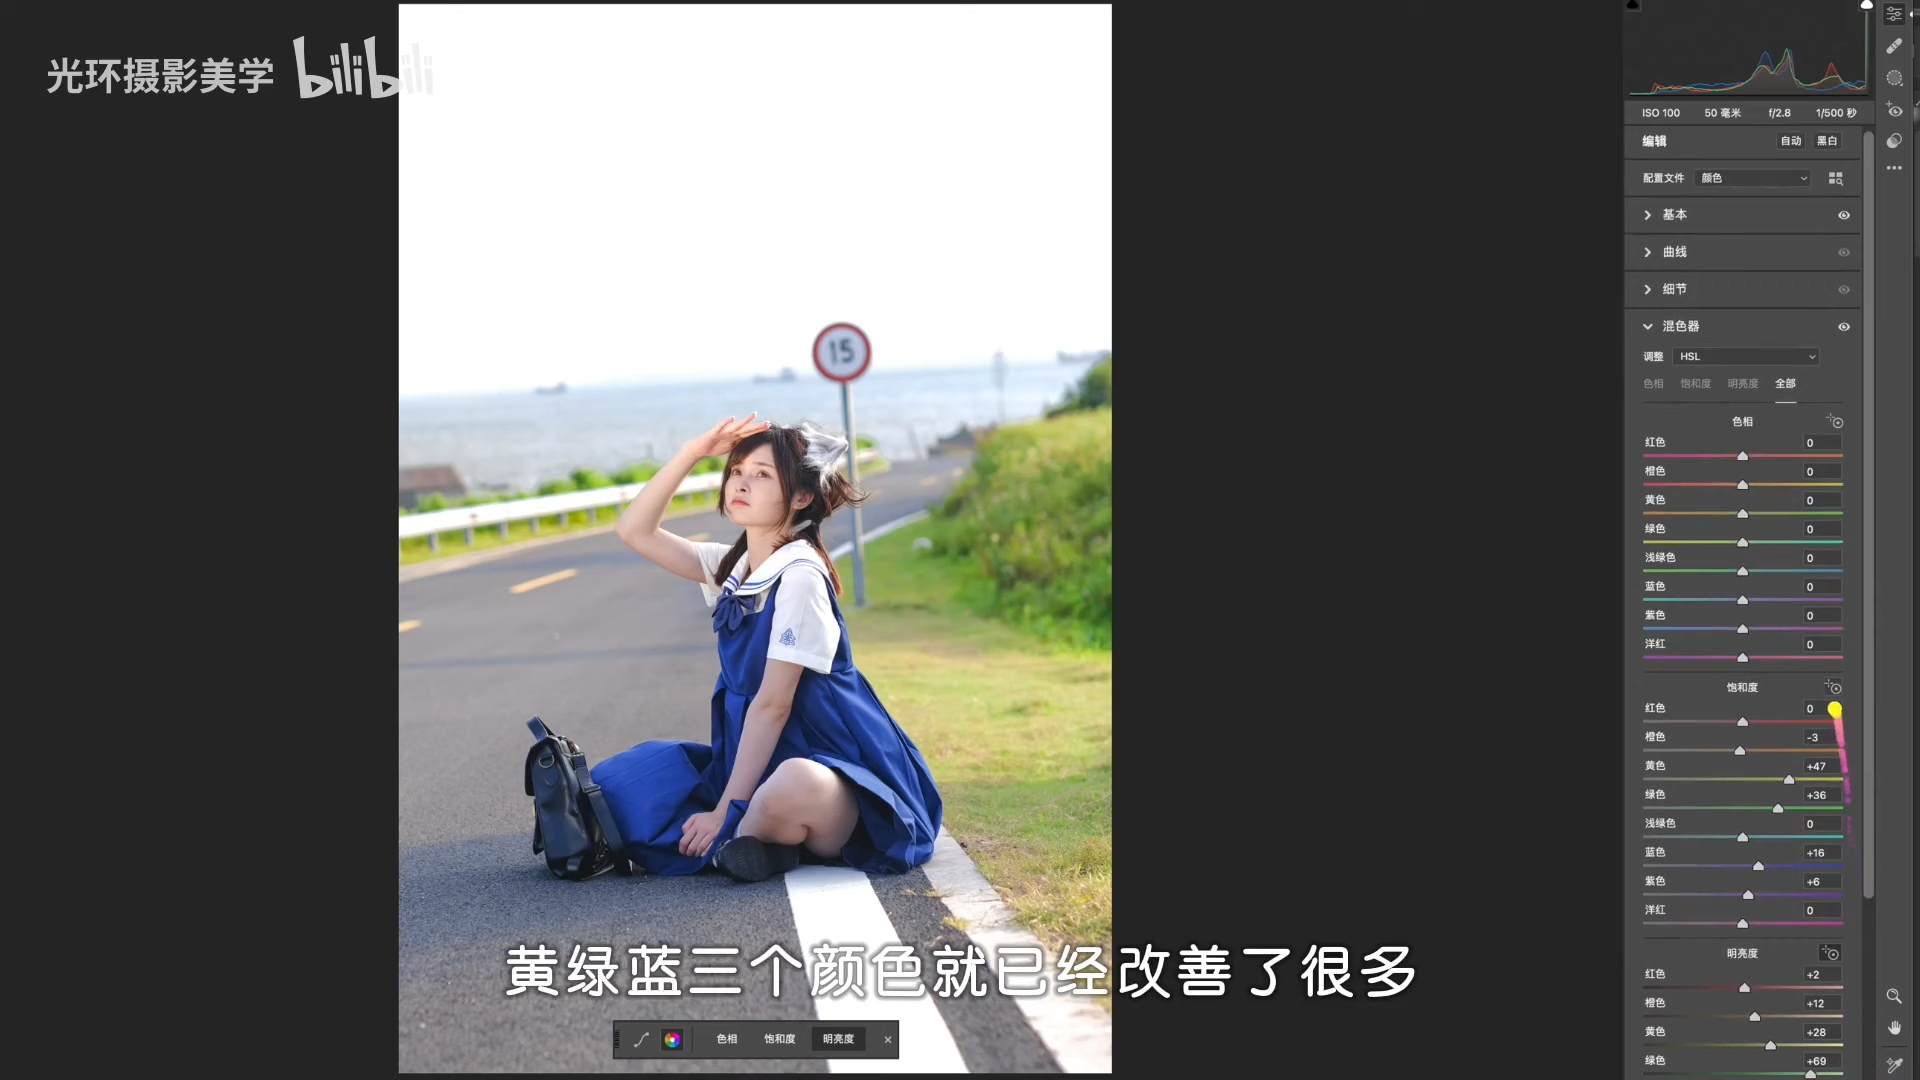 光环摄影美学 bilibili
15
ISO 100 50 毫米 f/2.8 1/500 秒
编辑 自动 黑白
配置文件 颜色
基本
曲线
细节
混色器
调整 HSL
色相 饱和度 明亮度 全部
色相
红色 0
橙色 0
黄色 0
绿色 0
浅绿色 0
蓝色 0
紫色 0
洋红 0
饱和度
红色 0
橙色 -3
黄色 +47
绿色 +36
浅绿色 0
蓝色 +16
紫色 +6
洋红 0
明亮度
红色 +2
橙色 +12
黄色 +28
绿色 +69
黄绿蓝三个颜色就已经改善了很多
色相 饱和度 明亮度